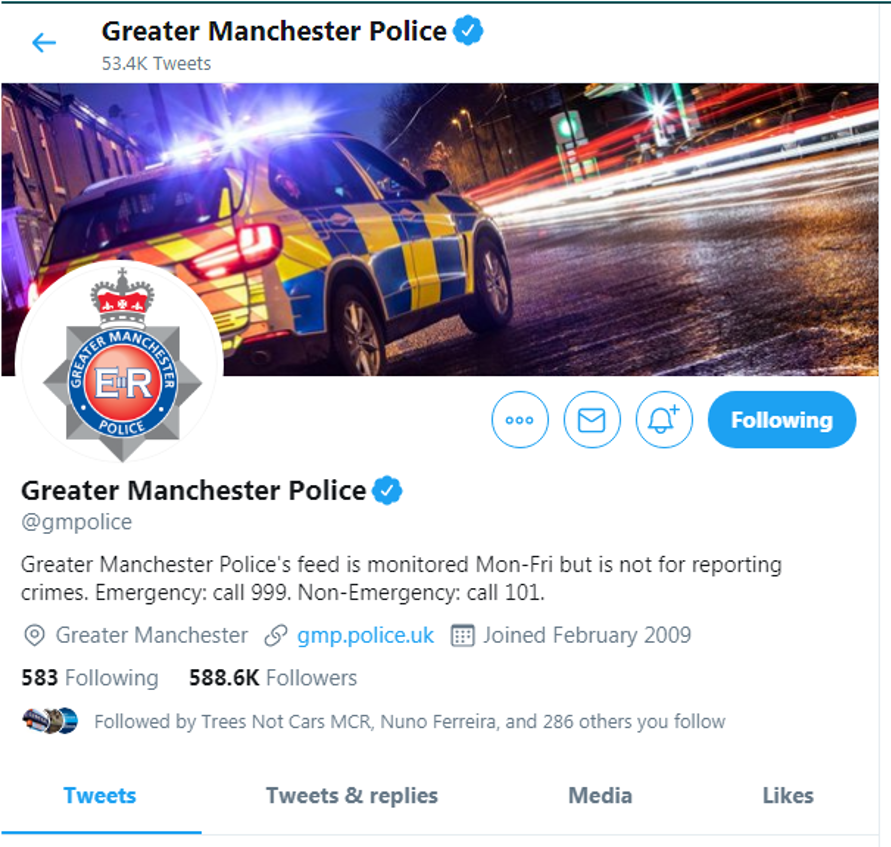 Greater Manchester Police
53.4K Tweets
GREATER MANCHESTER
EIIR
POLICE
Following
Greater Manchester Police
@gmpolice
Greater Manchester Police's feed is monitored Mon-Fri but is not for reporting
crimes. Emergency: call 999. Non-Emergency: call 101.
Greater Manchester gmp.police.uk Joined February 2009
583 Following 588.6K Followers
Followed by Trees Not Cars MCR, Nuno Ferreira, and 286 others you follow
Tweets Tweets & replies Media Likes